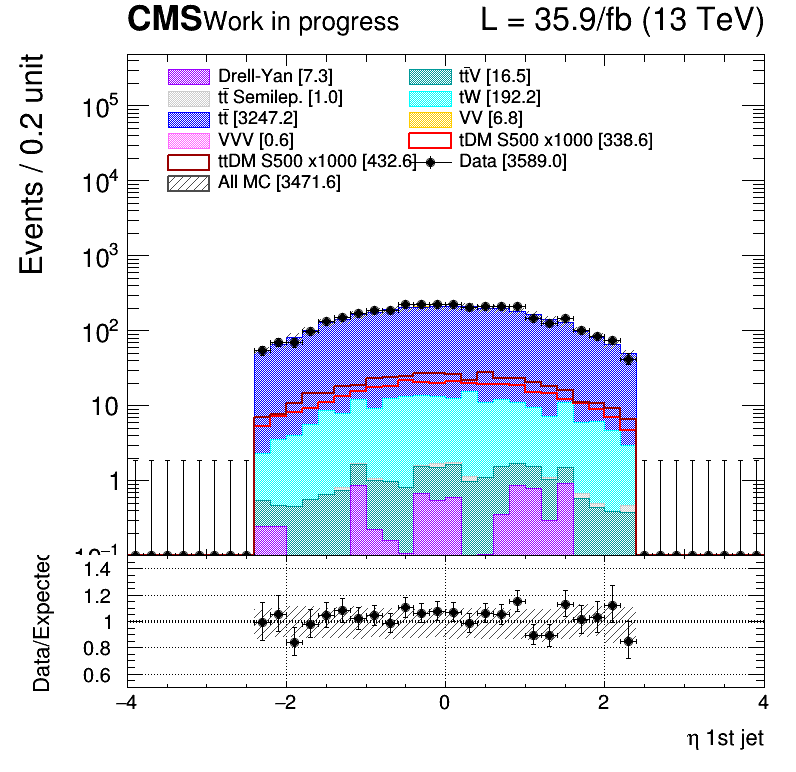 CMS Work in progress L = 35.9/fb (13 TeV)
Events / 0.2 unit
Drell-Yan [7.3] tt̄V [16.5]
tt̄ Semilep. [1.0] tW [192.2]
tt̄ [3247.2] VV [6.8]
VVV [0.6] tDM S500 x1000 [338.6]
ttDM S500 x1000 [432.6] Data [3589.0]
All MC [3471.6]
10⁵
10⁴
10³
10²
10
1
10⁻¹
Data/Expected
1.4
1.2
1
0.8
0.6
−4 −2 0 2 4
η 1st jet